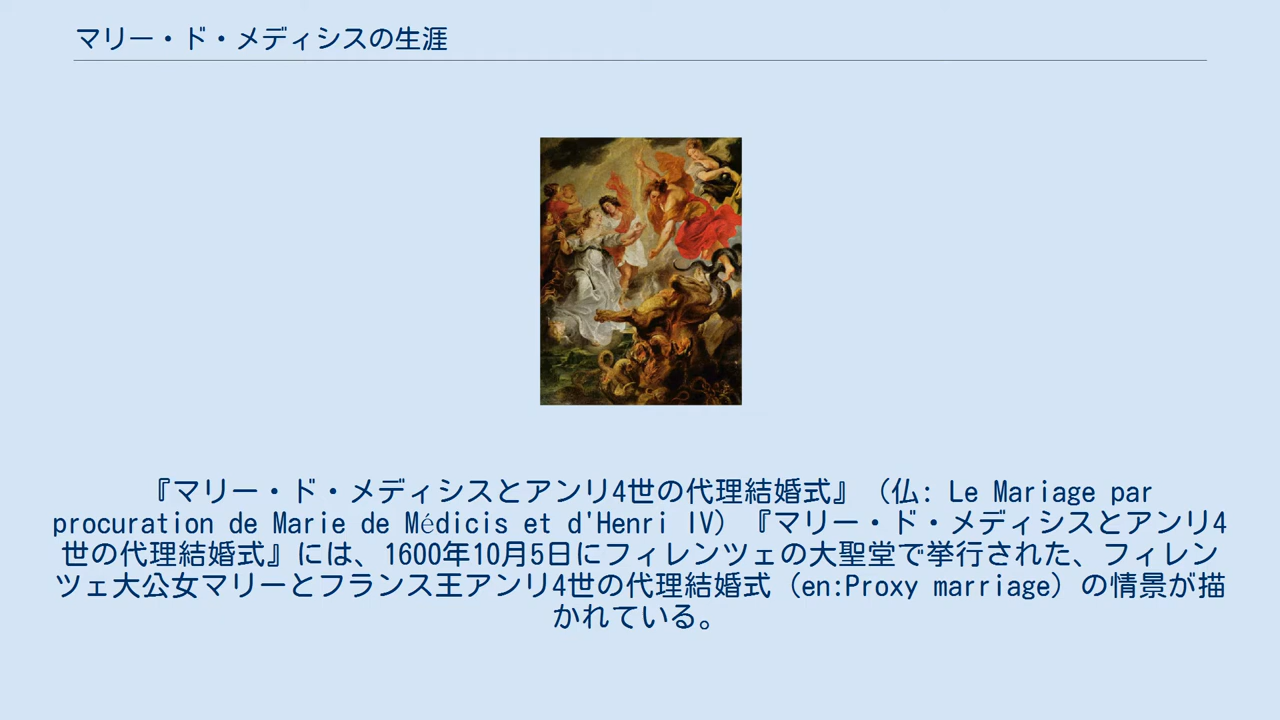 マリー・ド・メディシスの生涯
『マリー・ド・メディシスとアンリ4世の代理結婚式』（仏: Le Mariage par
procuration de Marie de Médicis et d'Henri IV）『マリー・ド・メディシスとアンリ4
世の代理結婚式』には、1600年10月5日にフィレンツェの大聖堂で挙行された、フィレン
ツェ大公女マリーとフランス王アンリ4世の代理結婚式（en:Proxy marriage）の情景が描
かれている。